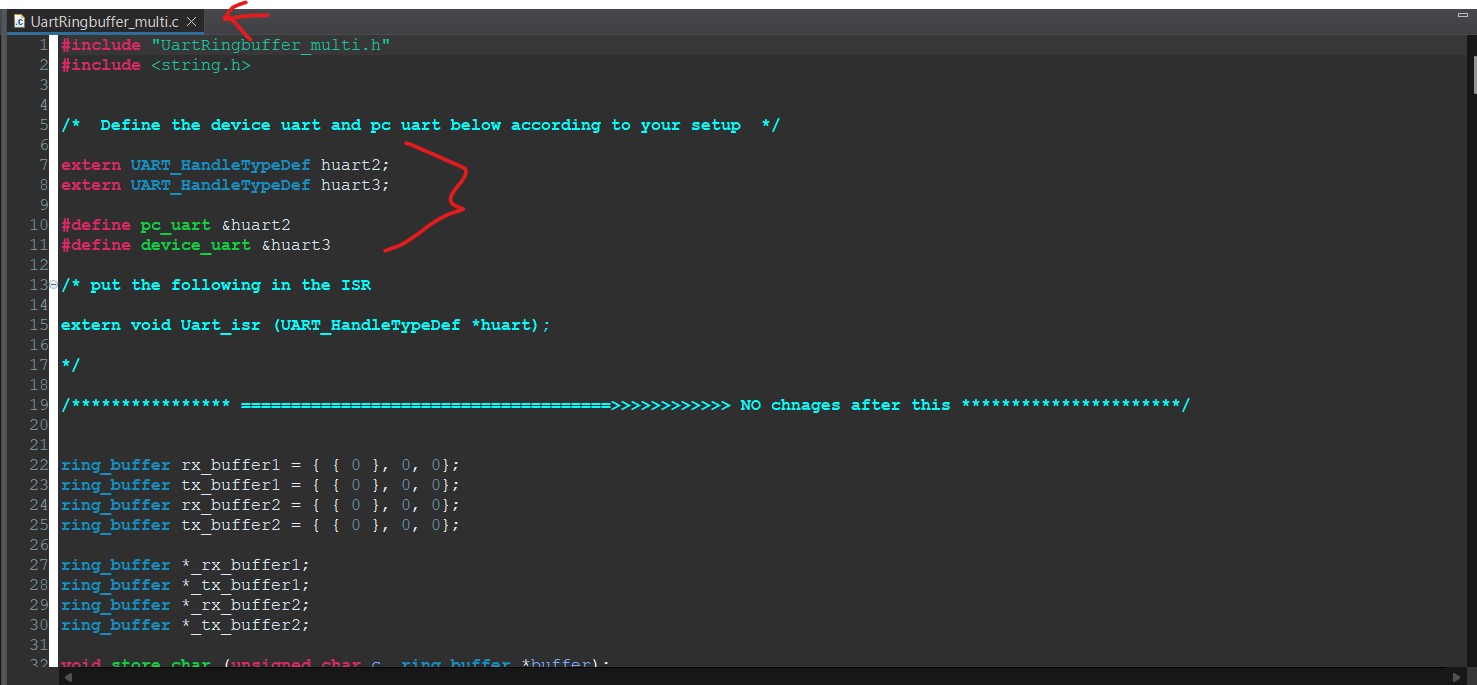 UartRingbuffer_multi.c
1 #include "UartRingbuffer_multi.h"
2 #include <string.h>
3
4
5 /*  Define the device uart and pc uart below according to your setup  */
6
7 extern UART_HandleTypeDef huart2;
8 extern UART_HandleTypeDef huart3;
9
10 #define pc_uart &huart2
11 #define device_uart &huart3
12
13 /* put the following in the ISR
14
15 extern void Uart_isr (UART_HandleTypeDef *huart);
16
17 */
18
19 /**************** =====================================>>>>>>>>>>>> NO chnages after this **********************/
20
21
22 ring_buffer rx_buffer1 = { { 0 }, 0, 0};
23 ring_buffer tx_buffer1 = { { 0 }, 0, 0};
24 ring_buffer rx_buffer2 = { { 0 }, 0, 0};
25 ring_buffer tx_buffer2 = { { 0 }, 0, 0};
26
27 ring_buffer *_rx_buffer1;
28 ring_buffer *_tx_buffer1;
29 ring_buffer *_rx_buffer2;
30 ring_buffer *_tx_buffer2;
31
32 void store_char (unsigned char c, ring_buffer *buffer);